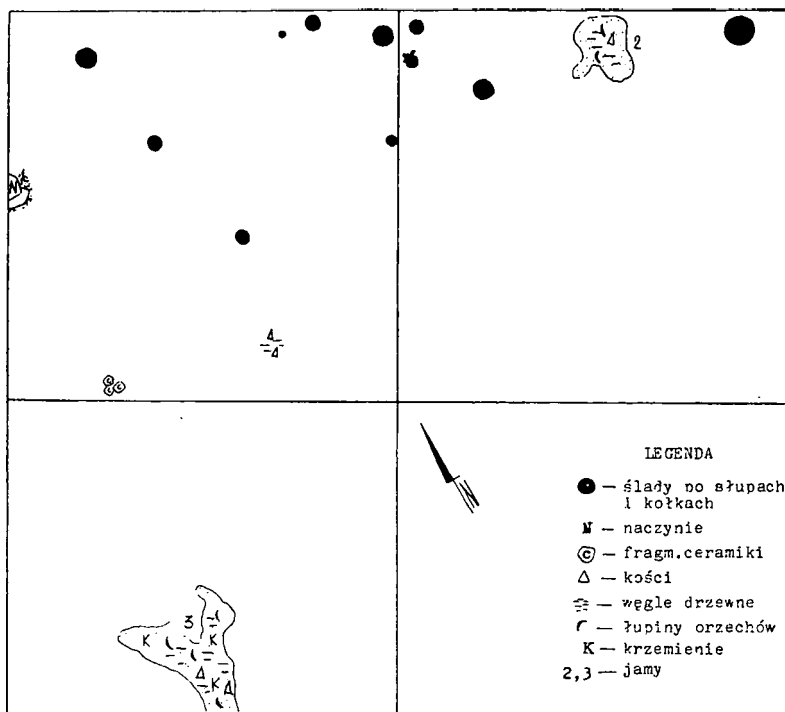 2
N
Δ
Δ
C
C C
3
K
K
Δ
K Δ
N
LEGENDA
— ślady po słupach
i kołkach
N — naczynie
C — fragm.ceramiki
Δ — kości
— węgle drzewne
— łupiny orzechów
K — krzemienie
2,3 — jamy